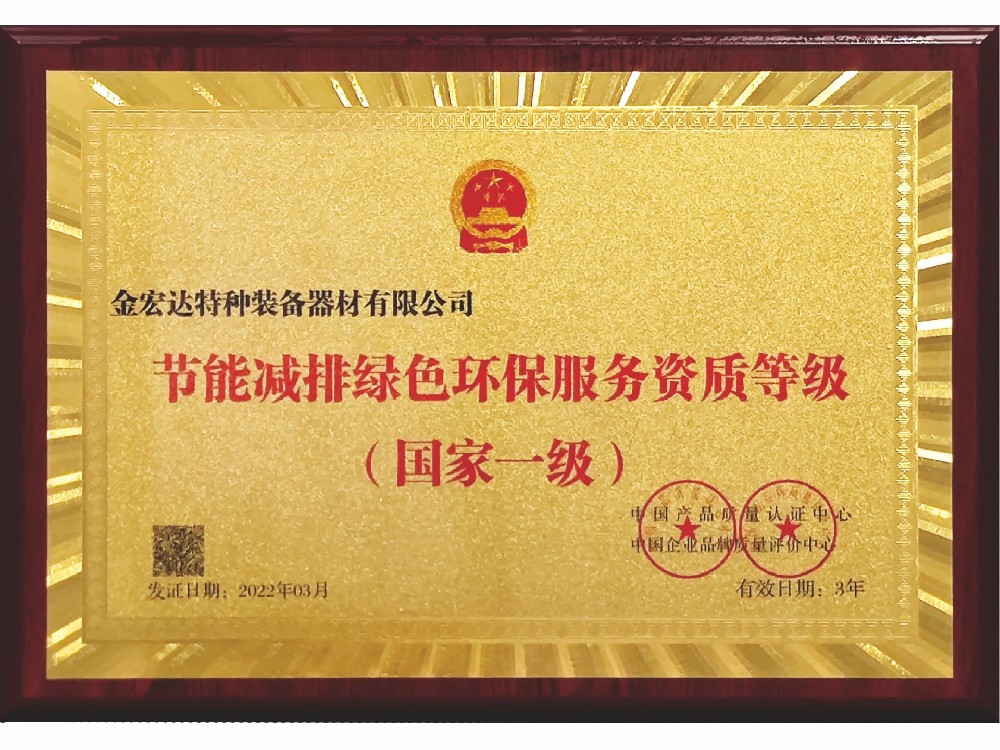 金宏达特种装备器材有限公司
节能减排绿色环保服务资质等级
（国家一级）
中国产品质量认证中心
中国企业品牌质量评价中心
发证日期：2022年03月
有效日期：3年